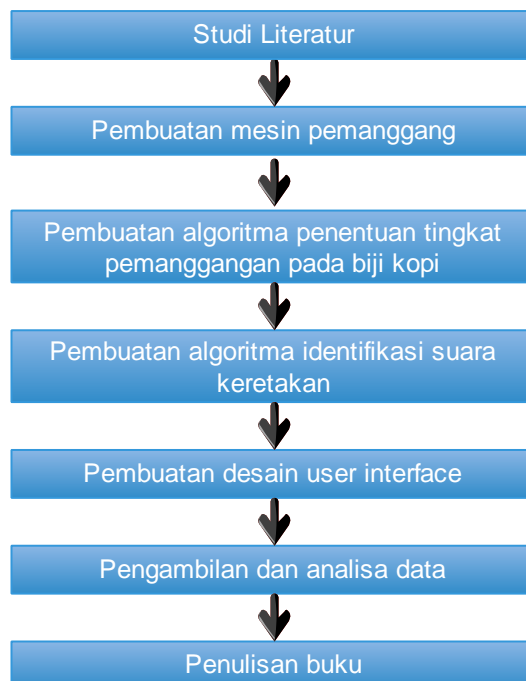 Studi Literatur
Pembuatan mesin pemanggang
Pembuatan algoritma penentuan tingkat
pemanggangan pada biji kopi
Pembuatan algoritma identifikasi suara
keretakan
Pembuatan desain user interface
Pengambilan dan analisa data
Penulisan buku